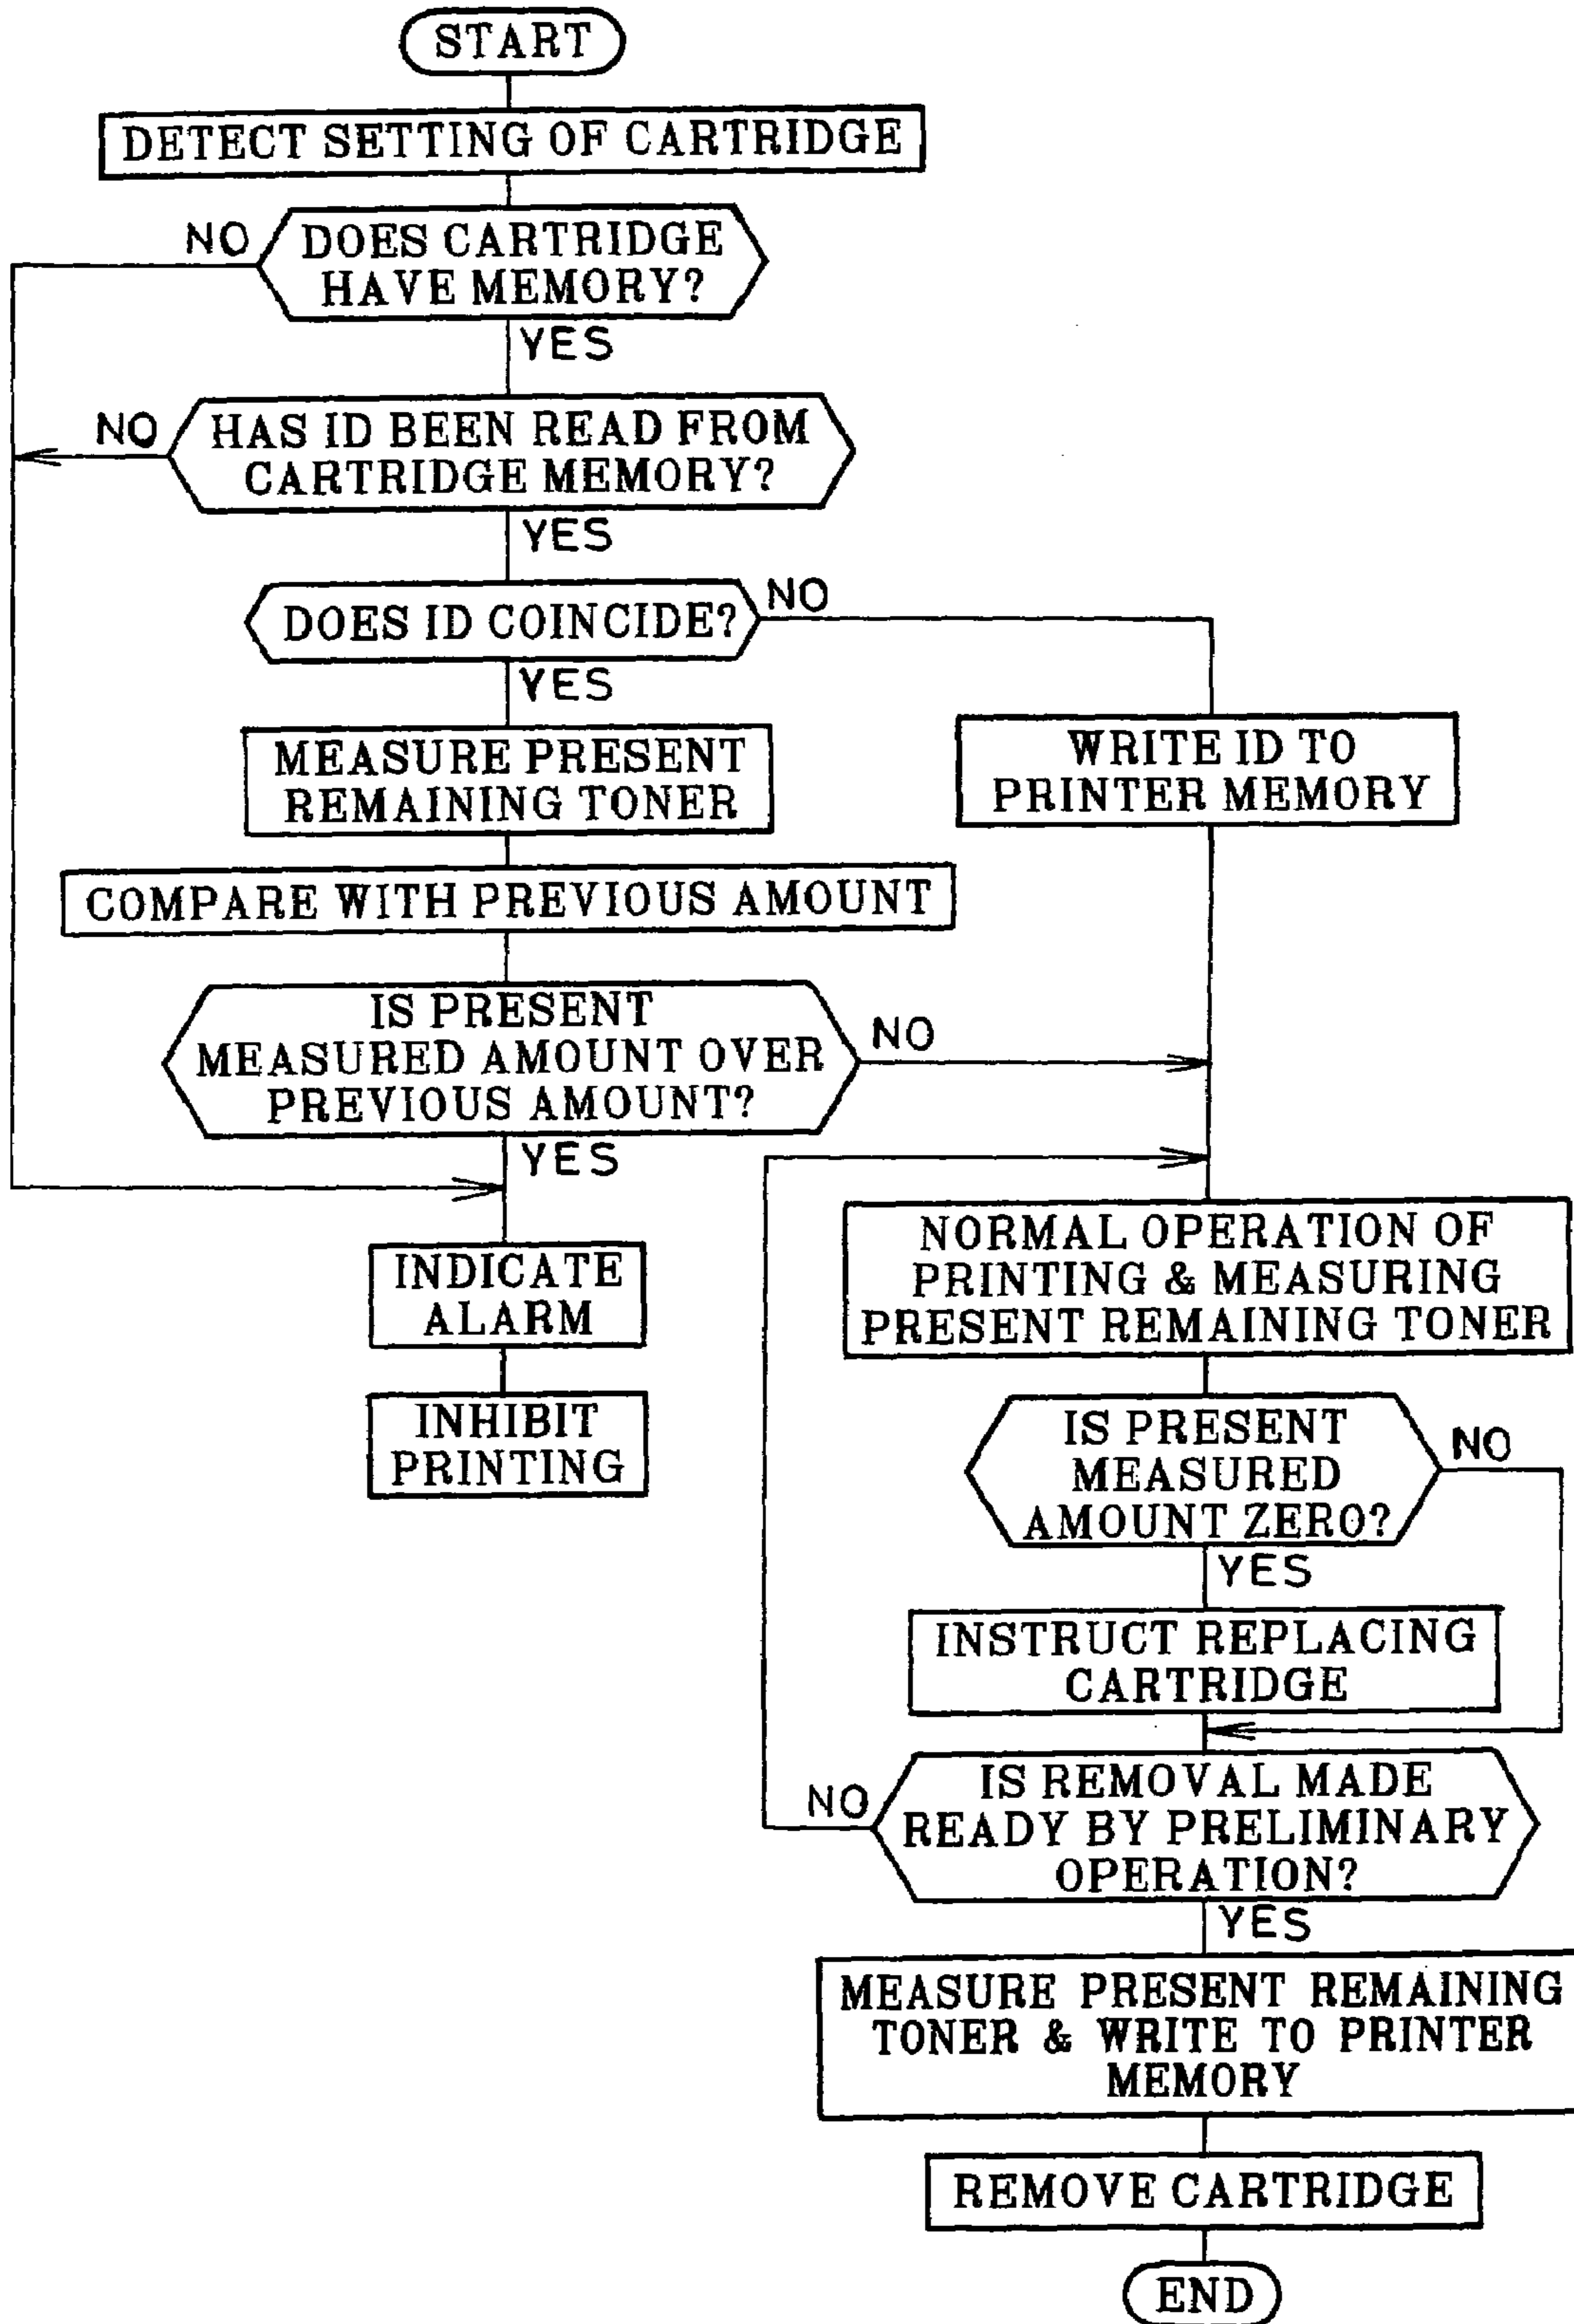 START
DETECT SETTING OF CARTRIDGE
NO
DOES CARTRIDGE
HAVE MEMORY?
YES
NO
HAS ID BEEN READ FROM
CARTRIDGE MEMORY?
YES
DOES ID COINCIDE?
NO
YES
MEASURE PRESENT
REMAINING TONER
WRITE ID TO
PRINTER MEMORY
COMPARE WITH PREVIOUS AMOUNT
IS PRESENT
MEASURED AMOUNT OVER
PREVIOUS AMOUNT?
NO
YES
INDICATE
ALARM
INHIBIT
PRINTING
NORMAL OPERATION OF
PRINTING & MEASURING
PRESENT REMAINING TONER
IS PRESENT
MEASURED
AMOUNT ZERO?
NO
YES
INSTRUCT REPLACING
CARTRIDGE
NO
IS REMOVAL MADE
READY BY PRELIMINARY
OPERATION?
YES
MEASURE PRESENT REMAINING
TONER & WRITE TO PRINTER
MEMORY
REMOVE CARTRIDGE
END